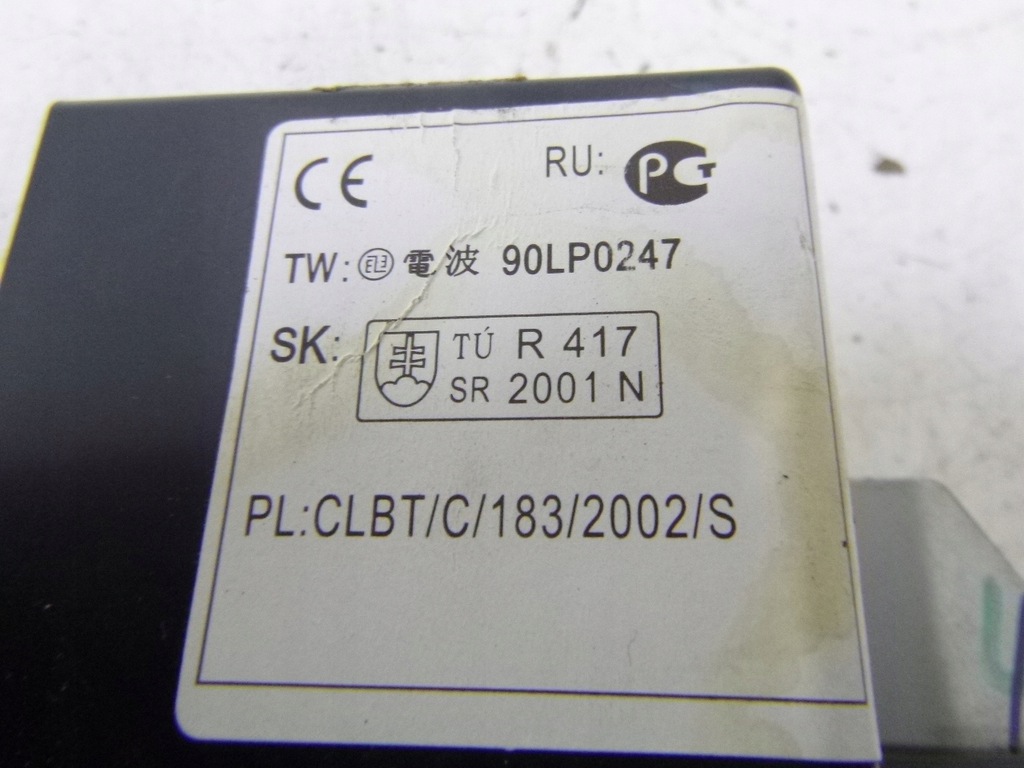 CE RU: PCT
TW: 電波 90LP0247
SK: TÚ R 417
SR 2001 N
PL:CLBT/C/183/2002/S